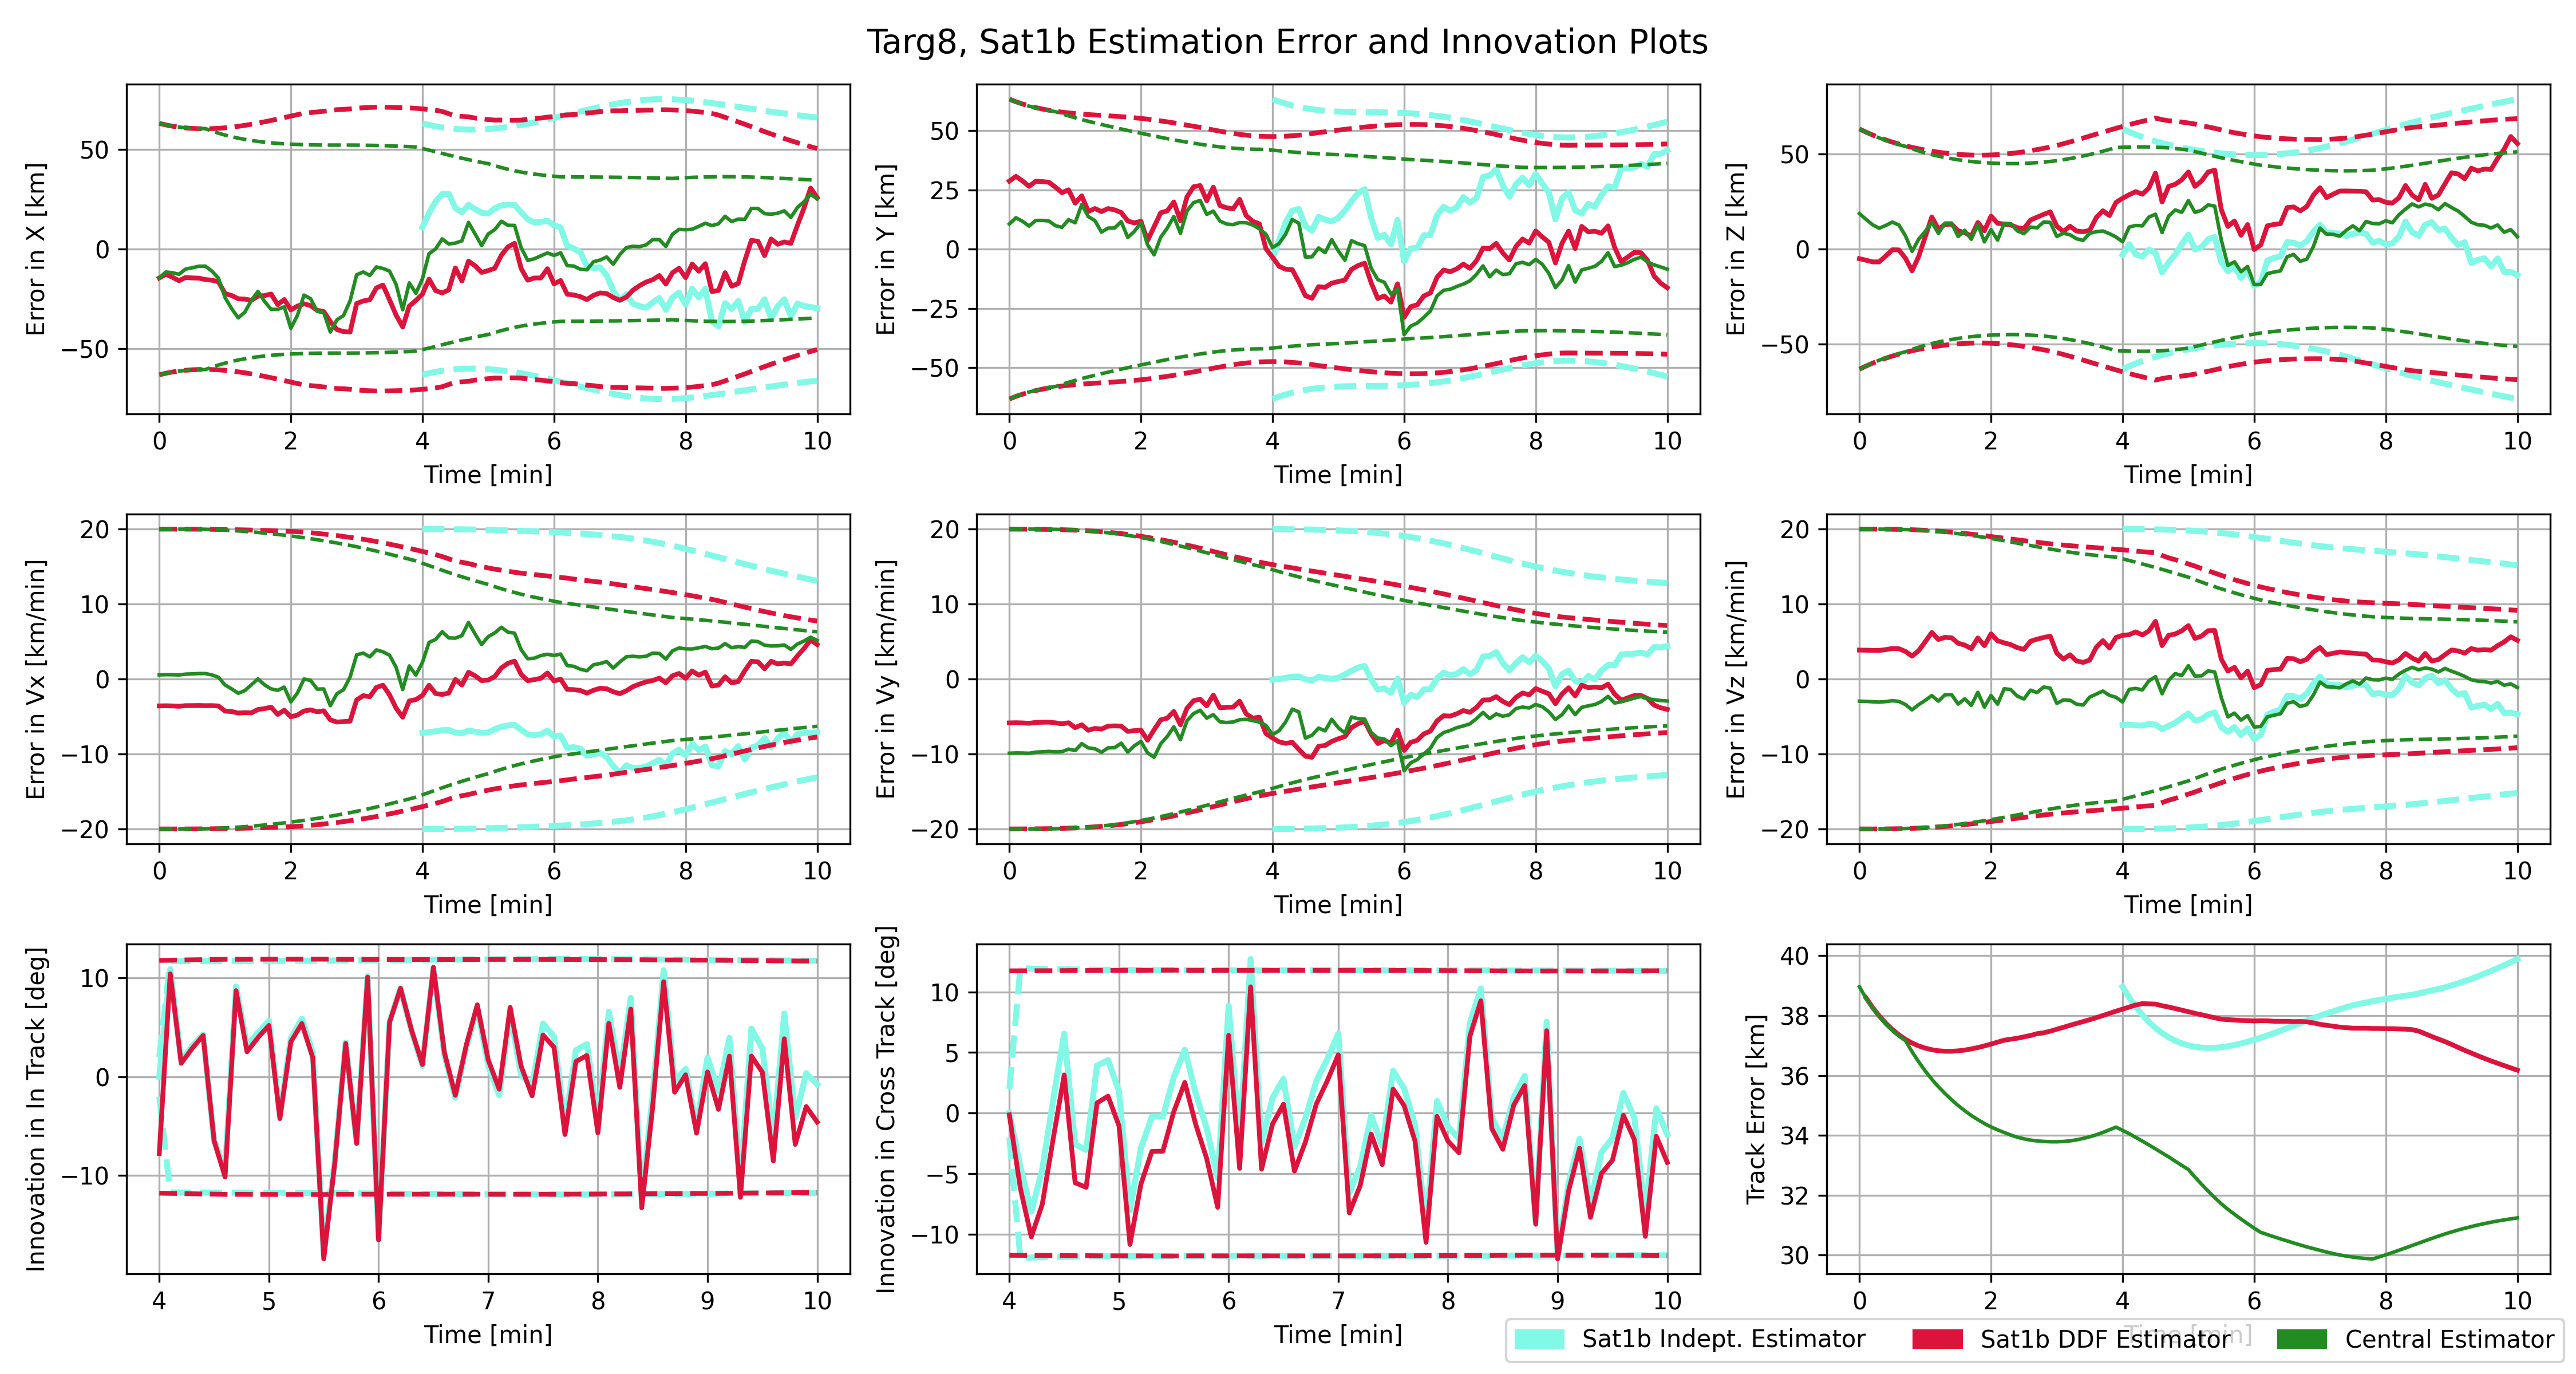 Targ8, Sat1b Estimation Error and Innovation Plots
Error in X [km]
50
0
−50
0 2 4 6 8 10
Time [min]
Error in Y [km]
50
25
0
−25
−50
0 2 4 6 8 10
Time [min]
Error in Z [km]
50
0
−50
0 2 4 6 8 10
Time [min]
Error in Vx [km/min]
20
10
0
−10
−20
0 2 4 6 8 10
Time [min]
Error in Vy [km/min]
20
10
0
−10
−20
0 2 4 6 8 10
Time [min]
Error in Vz [km/min]
20
10
0
−10
−20
0 2 4 6 8 10
Time [min]
Innovation in In Track [deg]
10
0
−10
4 5 6 7 8 9 10
Time [min]
Innovation in Cross Track [deg]
10
5
0
−5
−10
4 5 6 7 8 9 10
Time [min]
Track Error [km]
40
38
36
34
32
30
0 2 4 6 8 10
Time [min]
Sat1b Indept. Estimator
Sat1b DDF Estimator
Central Estimator